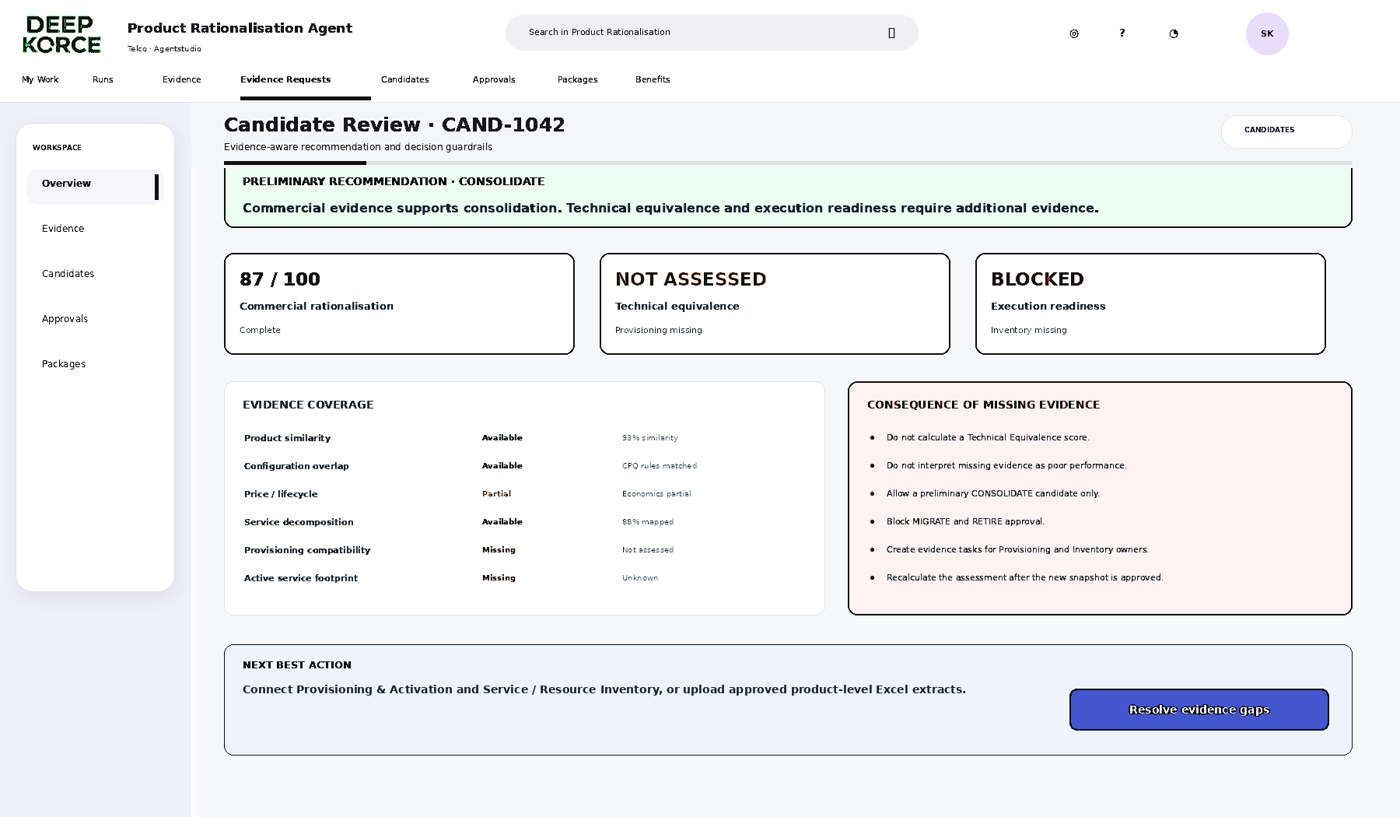 DEEP
KORCE
Product Rationalisation Agent
Telco · Agentstudio
Search in Product Rationalisation
?
SK
My Work
Runs
Evidence
Evidence Requests
Candidates
Approvals
Packages
Benefits
WORKSPACE
Overview
Evidence
Candidates
Approvals
Packages
Candidate Review · CAND-1042
Evidence-aware recommendation and decision guardrails
CANDIDATES
PRELIMINARY RECOMMENDATION · CONSOLIDATE
Commercial evidence supports consolidation. Technical equivalence and execution readiness require additional evidence.
87 / 100
Commercial rationalisation
Complete
NOT ASSESSED
Technical equivalence
Provisioning missing
BLOCKED
Execution readiness
Inventory missing
EVIDENCE COVERAGE
Product similarity Available 93% similarity
Configuration overlap Available CPQ rules matched
Price / lifecycle Partial Economics partial
Service decomposition Available 88% mapped
Provisioning compatibility Missing Not assessed
Active service footprint Missing Unknown
CONSEQUENCE OF MISSING EVIDENCE
• Do not calculate a Technical Equivalence score.
• Do not interpret missing evidence as poor performance.
• Allow a preliminary CONSOLIDATE candidate only.
• Block MIGRATE and RETIRE approval.
• Create evidence tasks for Provisioning and Inventory owners.
• Recalculate the assessment after the new snapshot is approved.
NEXT BEST ACTION
Connect Provisioning & Activation and Service / Resource Inventory, or upload approved product-level Excel extracts.
Resolve evidence gaps